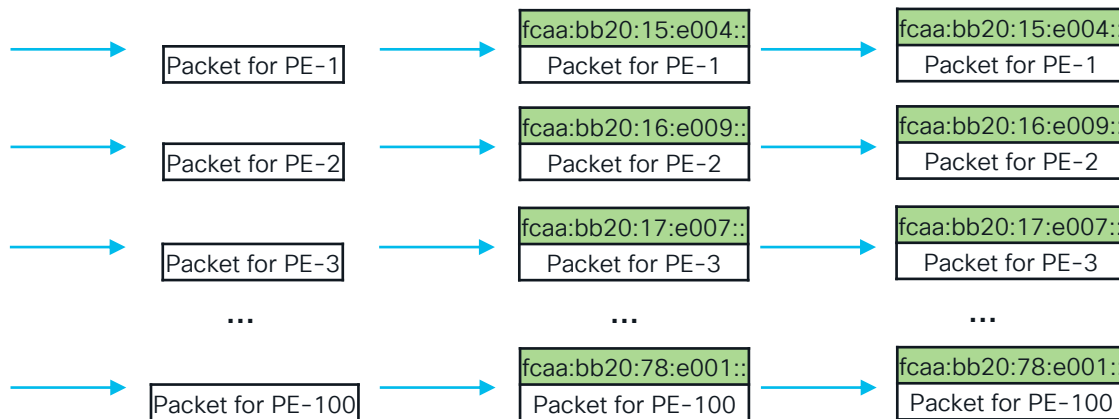 fcaa:bb20:15:e004:: fcaa:bb20:15:e004::
Packet for PE-1 Packet for PE-1 Packet for PE-1
fcaa:bb20:16:e009:: fcaa:bb20:16:e009::
Packet for PE-2 Packet for PE-2 Packet for PE-2
fcaa:bb20:17:e007:: fcaa:bb20:17:e007::
Packet for PE-3 Packet for PE-3 Packet for PE-3
... ... ...
fcaa:bb20:78:e001:: fcaa:bb20:78:e001::
Packet for PE-100 Packet for PE-100 Packet for PE-100